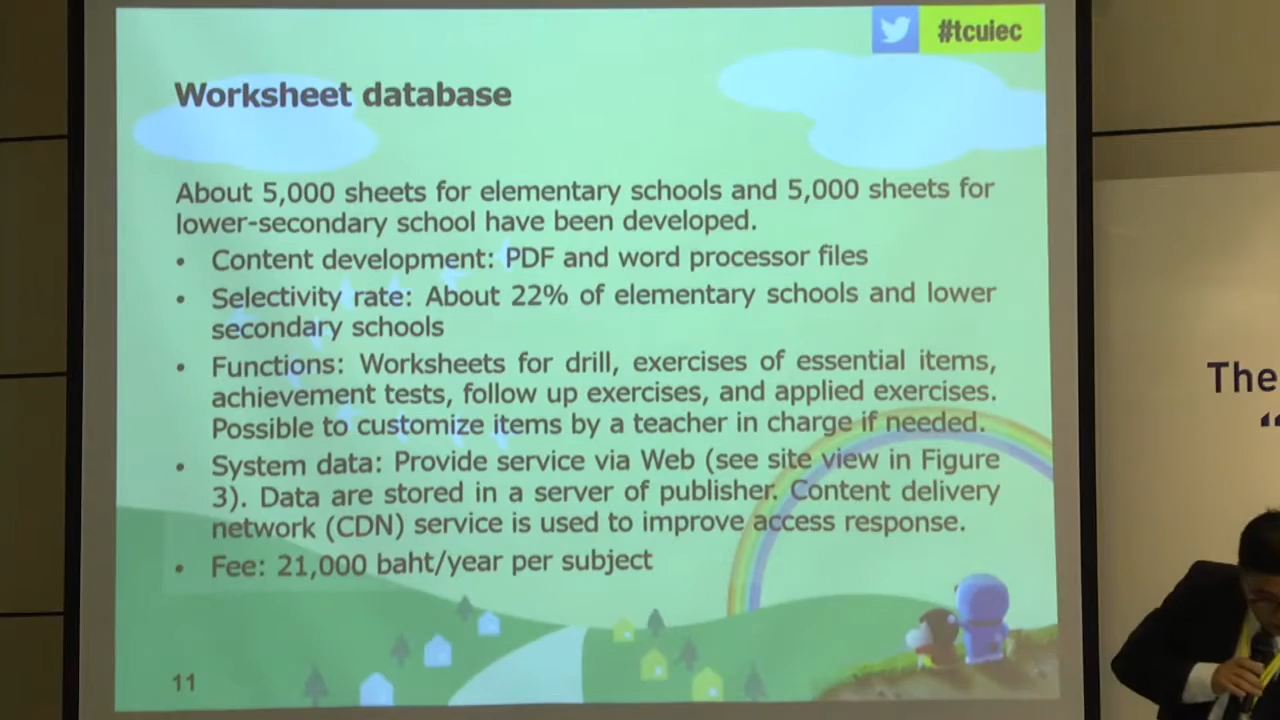 #tcuiec
Worksheet database
About 5,000 sheets for elementary schools and 5,000 sheets for
lower-secondary school have been developed.
• Content development: PDF and word processor files
• Selectivity rate: About 22% of elementary schools and lower
secondary schools
• Functions: Worksheets for drill, exercises of essential items,
achievement tests, follow up exercises, and applied exercises.
Possible to customize items by a teacher in charge if needed.
• System data: Provide service via Web (see site view in Figure
3). Data are stored in a server of publisher. Content delivery
network (CDN) service is used to improve access response.
• Fee: 21,000 baht/year per subject
11
The
“